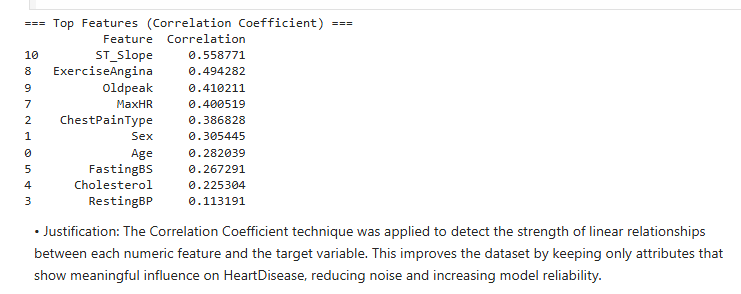 === Top Features (Correlation Coefficient) ===
Feature Correlation
10 ST_Slope 0.558771
8 ExerciseAngina 0.494282
9 Oldpeak 0.410211
7 MaxHR 0.400519
2 ChestPainType 0.386828
1 Sex 0.305445
0 Age 0.282039
5 FastingBS 0.267291
4 Cholesterol 0.225304
3 RestingBP 0.113191
• Justification: The Correlation Coefficient technique was applied to detect the strength of linear relationships
between each numeric feature and the target variable. This improves the dataset by keeping only attributes that
show meaningful influence on HeartDisease, reducing noise and increasing model reliability.